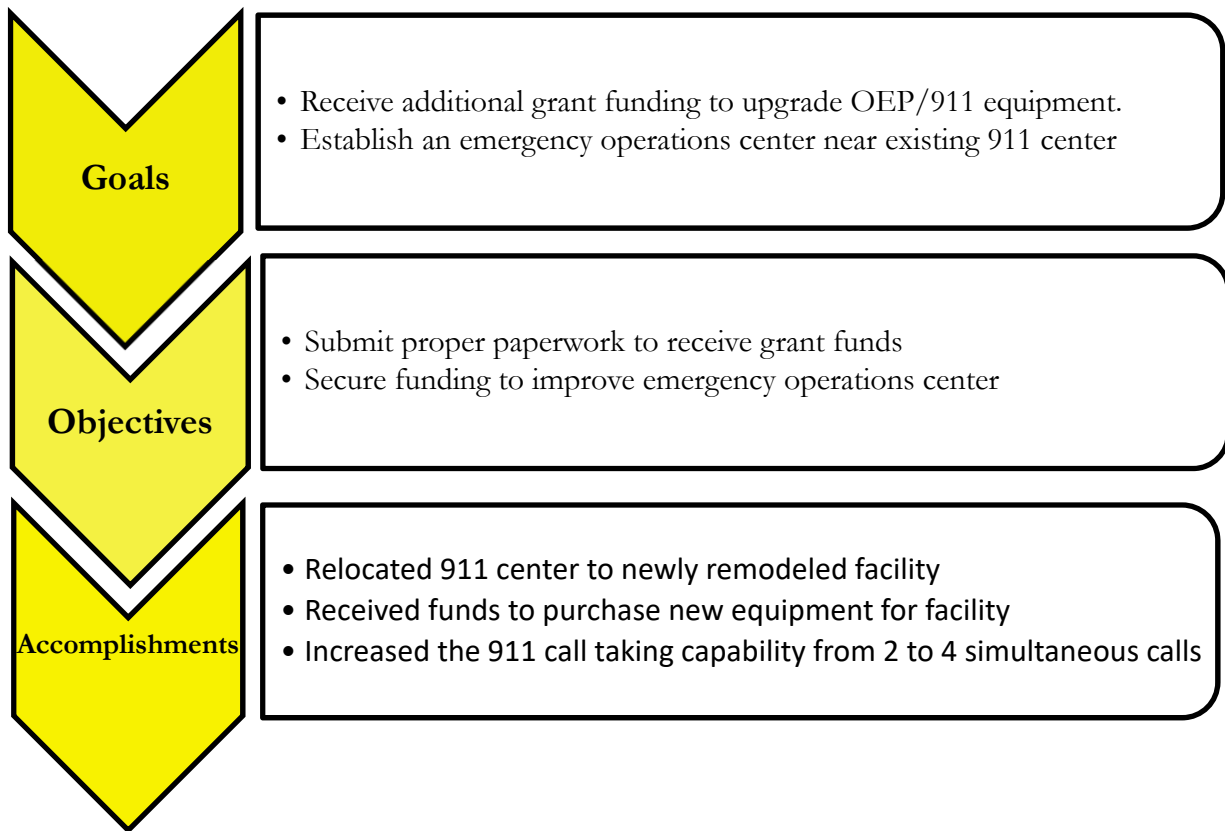 Goals
• Receive additional grant funding to upgrade OEP/911 equipment.
• Establish an emergency operations center near existing 911 center
Objectives
• Submit proper paperwork to receive grant funds
• Secure funding to improve emergency operations center
Accomplishments
• Relocated 911 center to newly remodeled facility
• Received funds to purchase new equipment for facility
• Increased the 911 call taking capability from 2 to 4 simultaneous calls